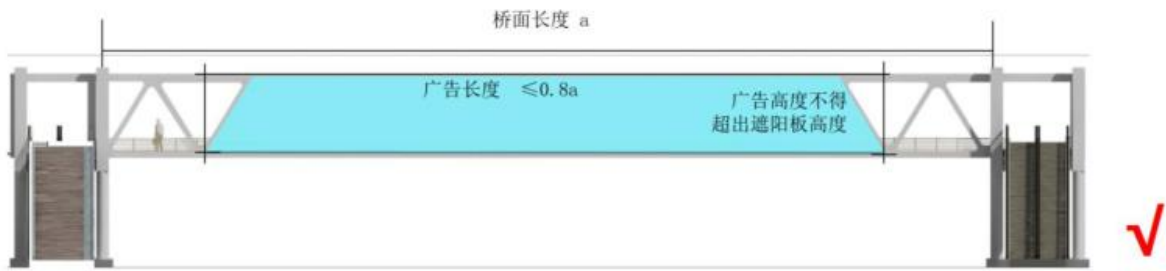 桥面长度 a
广告长度 ≤0.8a
广告高度不得
超出遮阳板高度
√